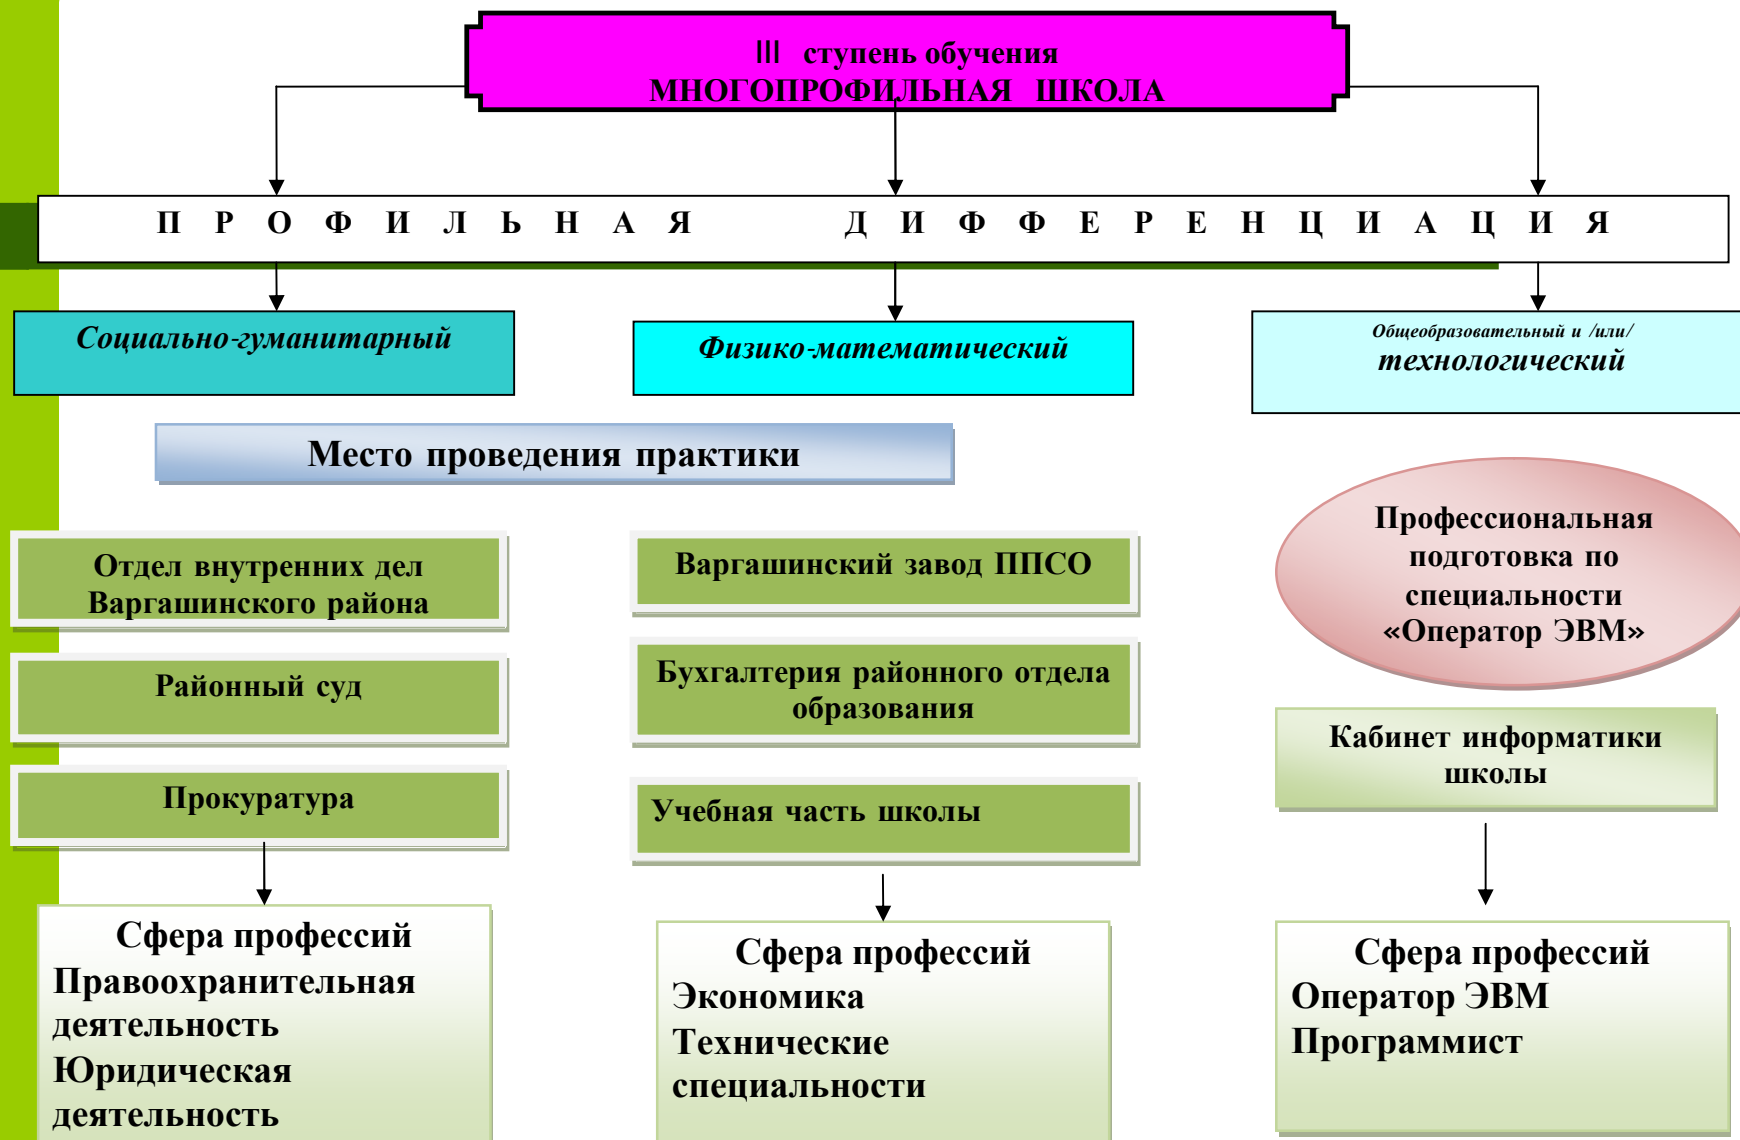 III ступень обучения
МНОГОПРОФИЛЬНАЯ ШКОЛА
П Р О Ф И Л Ь Н А Я Д И Ф Ф Е Р Е Н Ц И А Ц И Я
Социально-гуманитарный
Физико-математический
Общеобразовательный и /или/
технологический
Место проведения практики
Отдел внутренних дел
Варгашинского района
Районный суд
Прокуратура
Сфера профессий
Правоохранительная
деятельность
Юридическая
деятельность
Варгашинский завод ППСО
Бухгалтерия районного отдела
образования
Учебная часть школы
Сфера профессий
Экономика
Технические
специальности
Профессиональная
подготовка по
специальности
«Оператор ЭВМ»
Кабинет информатики
школы
Сфера профессий
Оператор ЭВМ
Программист